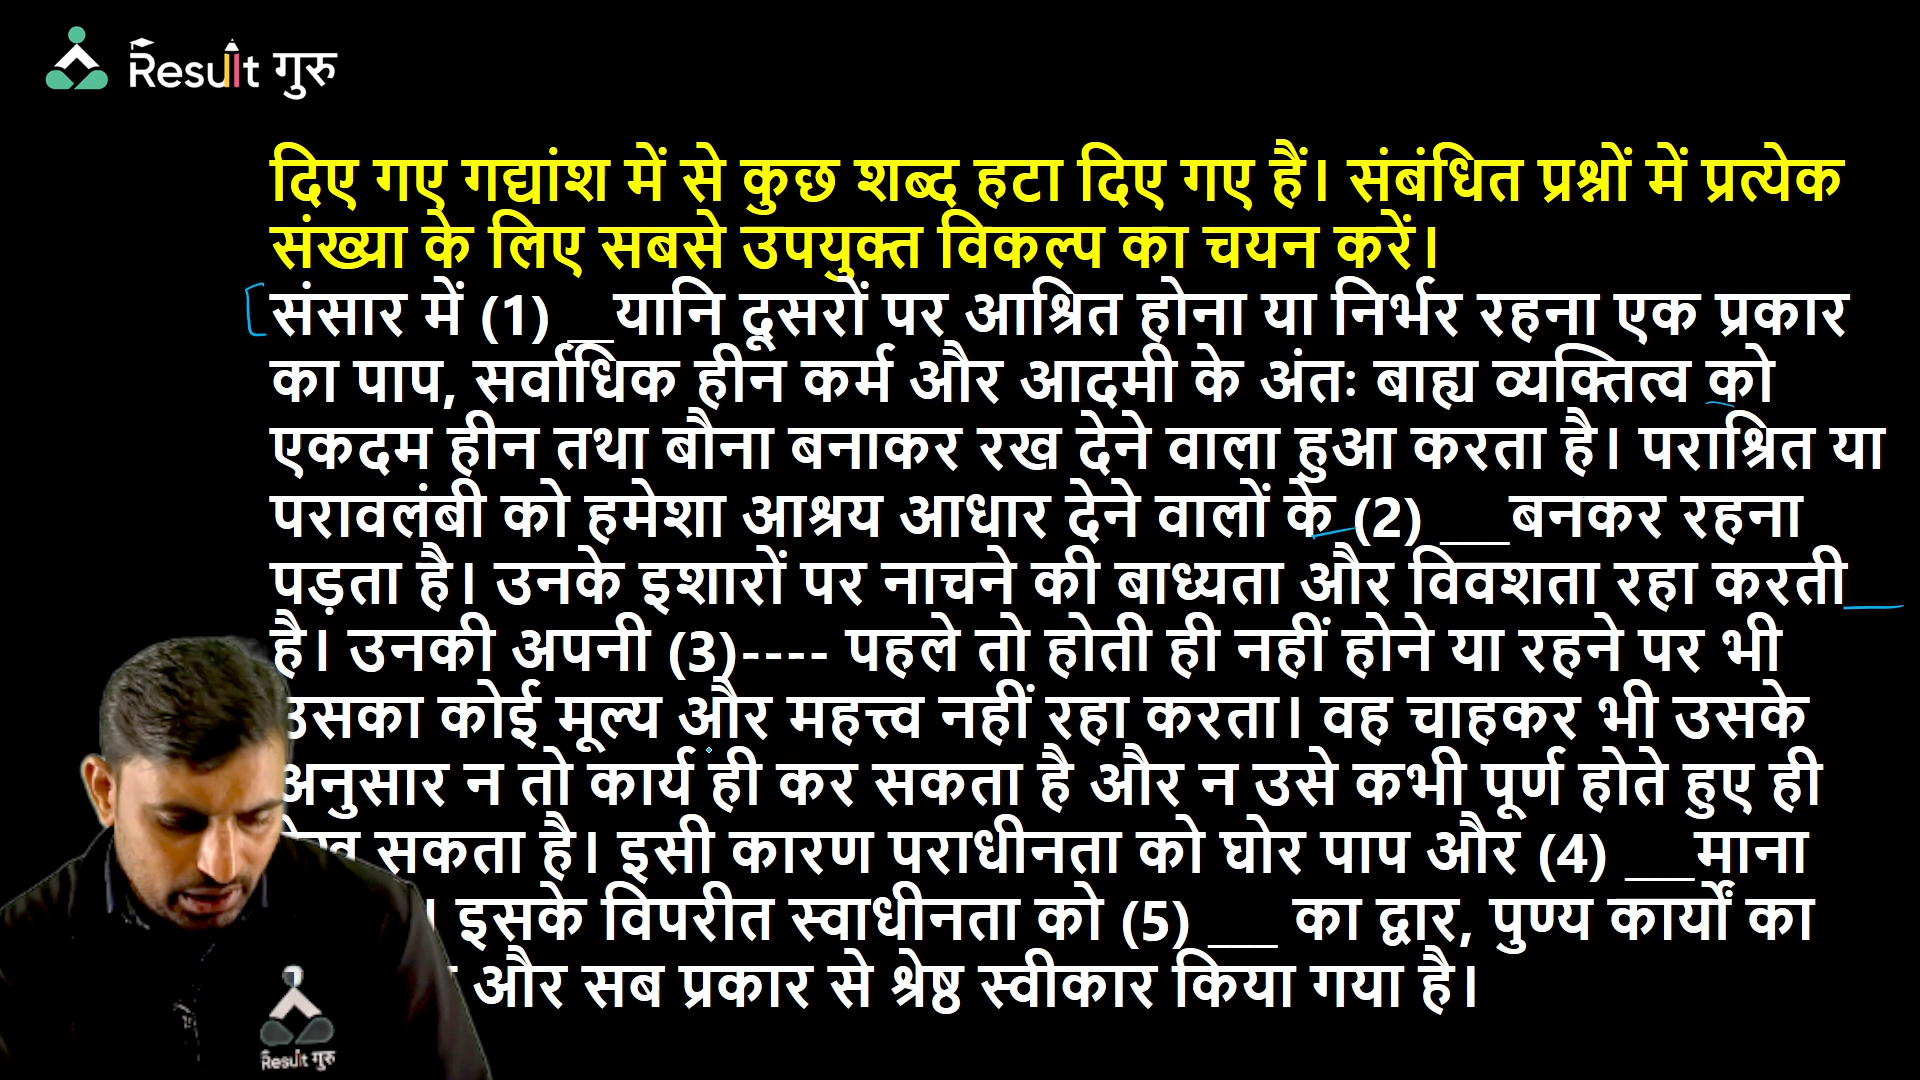 Result गुरु
दिए गए गद्यांश में से कुछ शब्द हटा दिए गए हैं। संबंधित प्रश्नों में प्रत्येक
संख्या के लिए सबसे उपयुक्त विकल्प का चयन करें।
संसार में (1) __यानि दूसरों पर आश्रित होना या निर्भर रहना एक प्रकार
का पाप, सर्वाधिक हीन कर्म और आदमी के अंतः बाह्य व्यक्तित्व को
एकदम हीन तथा बौना बनाकर रख देने वाला हुआ करता है। पराश्रित या
परावलंबी को हमेशा आश्रय आधार देने वालों के (2) ___बनकर रहना
पड़ता है। उनके इशारों पर नाचने की बाध्यता और विवशता रहा करती
है। उनकी अपनी (3)---- पहले तो होती ही नहीं होने या रहने पर भी
उसका कोई मूल्य और महत्त्व नहीं रहा करता। वह चाहकर भी उसके
अनुसार न तो कार्य ही कर सकता है और न उसे कभी पूर्ण होते हुए ही
सकता है। इसी कारण पराधीनता को घोर पाप और (4) ___माना
। इसके विपरीत स्वाधीनता को (5) ___ का द्वार, पुण्य कार्यों का
और सब प्रकार से श्रेष्ठ स्वीकार किया गया है।
Result गुरु